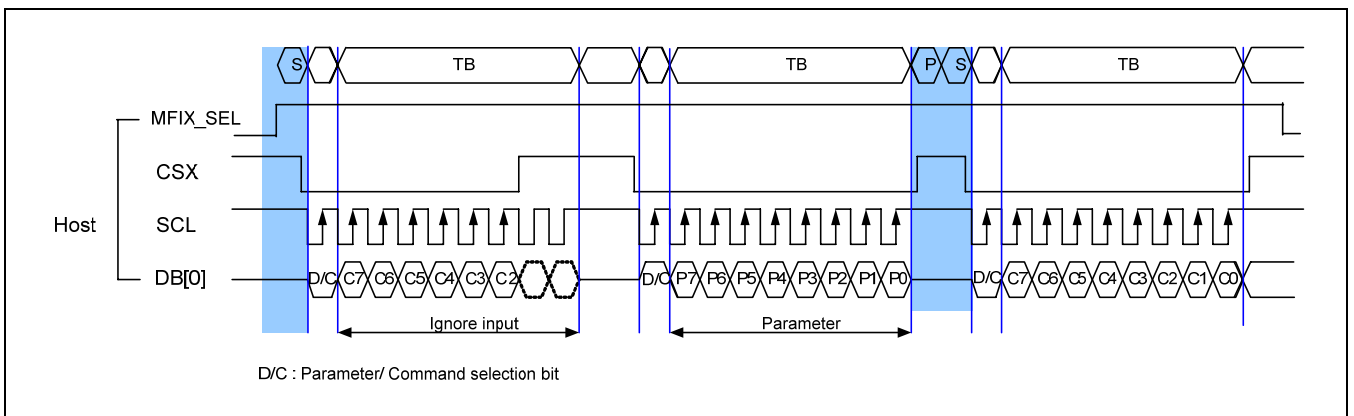 S TB TB P S TB
MFIX_SEL
CSX
Host SCL
DB[0] D/C C7 C6 C5 C4 C3 C2 D/C P7 P6 P5 P4 P3 P2 P1 P0 D/C C7 C6 C5 C4 C3 C2 C1 C0
Ignore input Parameter
D/C : Parameter/ Command selection bit